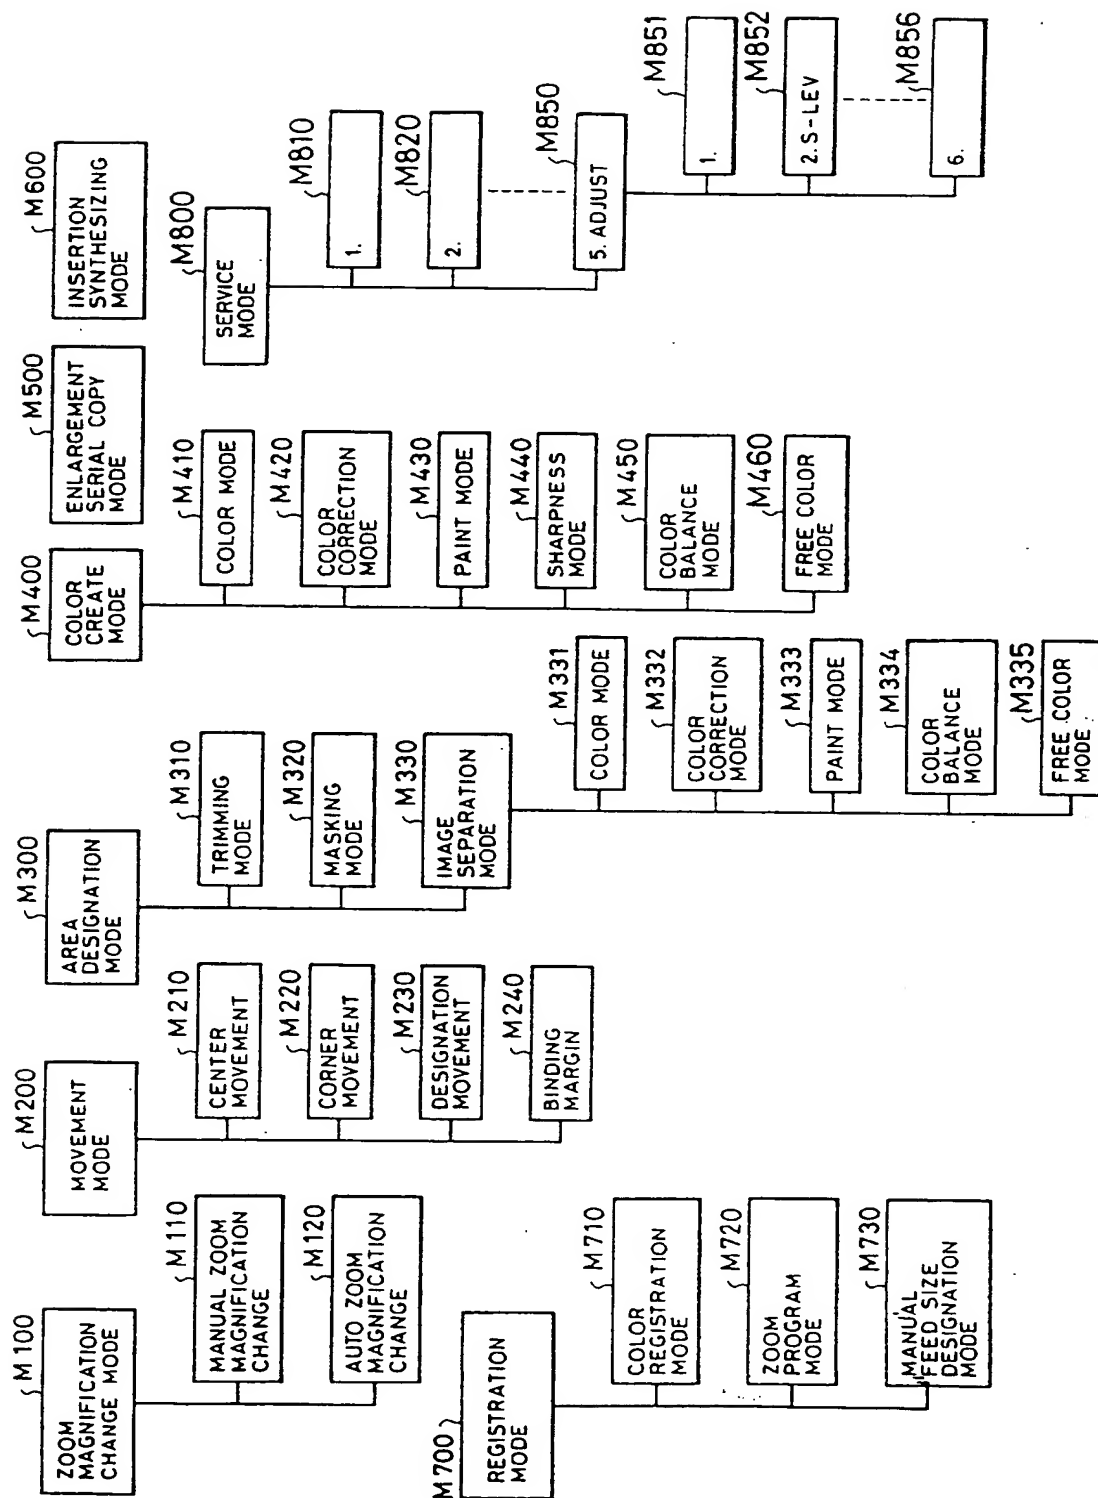 M100
ZOOM
MAGNIFICATION
CHANGE MODE
M110
MANUAL ZOOM
MAGNIFICATION
CHANGE
M120
AUTO ZOOM
MAGNIFICATION
CHANGE
M200
MOVEMENT
MODE
M210
CENTER
MOVEMENT
M220
CORNER
MOVEMENT
M230
DESIGNATION
MOVEMENT
M240
BINDING
MARGIN
M300
AREA
DESIGNATION
MODE
M310
TRIMMING
MODE
M320
MASKING
MODE
M330
IMAGE
SEPARATION
MODE
M331
COLOR MODE
M332
COLOR
CORRECTION
MODE
M333
PAINT MODE
M334
COLOR
BALANCE
MODE
M335
FREE COLOR
MODE
M400
COLOR
CREATE
MODE
M410
COLOR MODE
M420
COLOR
CORRECTION
MODE
M430
PAINT MODE
M440
SHARPNESS
MODE
M450
COLOR
BALANCE
MODE
M460
FREE COLOR
MODE
M500
ENLARGEMENT
SERIAL COPY
MODE
M600
INSERTION
SYNTHESIZING
MODE
M700
REGISTRATION
MODE
M710
COLOR
REGISTRATION
MODE
M720
ZOOM
PROGRAM
MODE
M730
MANUAL
FEED SIZE
DESIGNATION
MODE
M800
SERVICE
MODE
M810
1.
M820
2.
M850
5. ADJUST
M851
1.
M852
2. S-LEV
M856
6.